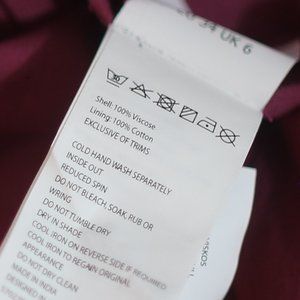 34 UK 6
Shell: 100% Viscose
Lining: 100% Cotton
EXCLUSIVE OF TRIMS
COLD HAND WASH SEPARATELY
INSIDE OUT
REDUCED SPIN
DO NOT BLEACH, SOAK, RUB OR
WRING
DO NOT TUMBLE DRY
DRY IN SHADE
COOL IRON ON REVERSE SIDE IF REQUIRED
COOL IRON TO REGAIN ORIGINAL
APPEARANCE
DO NOT DRY CLEAN
MADE IN INDIA